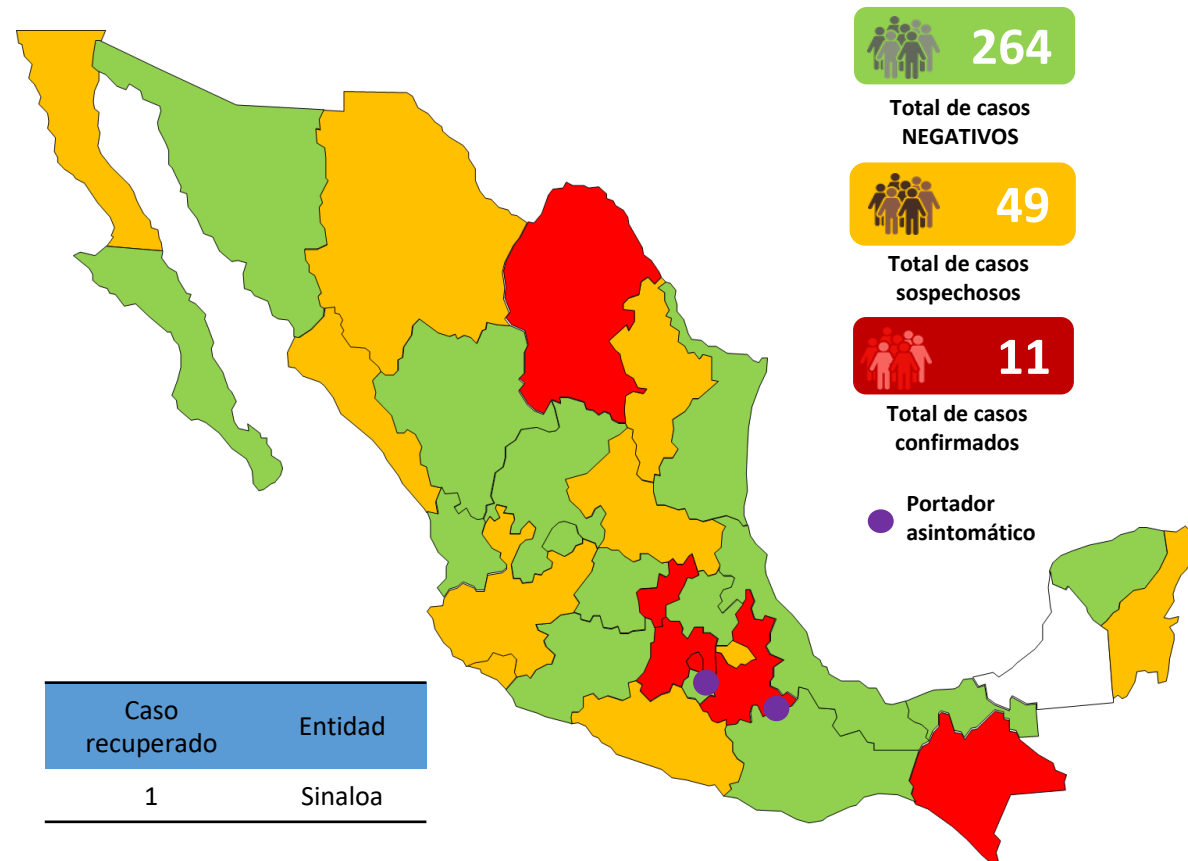 264
Total de casos
NEGATIVOS
49
Total de casos
sospechosos
11
Total de casos
confirmados
Portador
asintomático
Caso
recuperado
Entidad
1
Sinaloa